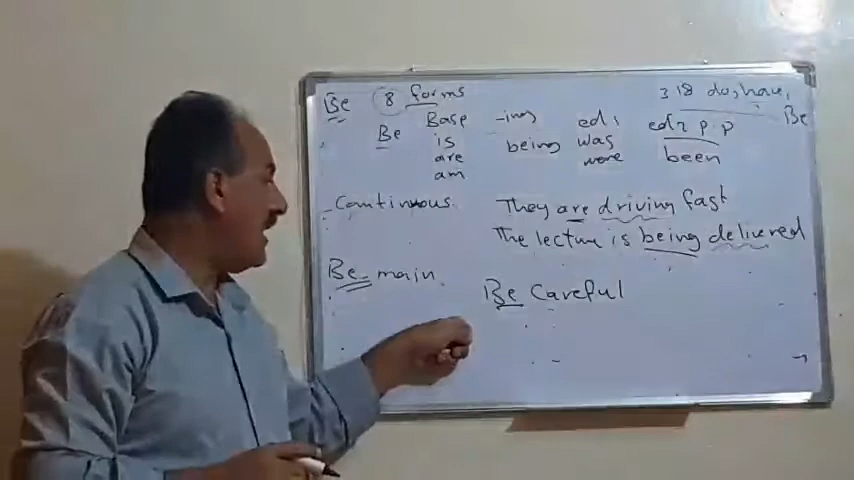 Be 8 forms 3 18 do, have, Be
Be Base -ing ed1 ed2 p.p
is being was been
are were
am
Continuous They are driving fast
The lecture is being delivered
Be main Be careful